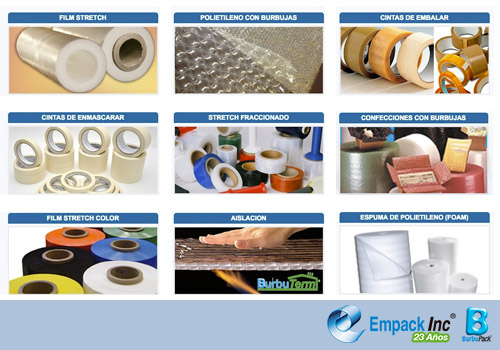 FILM STRETCH
POLIETILENO CON BURBUJAS
CINTAS DE EMBALAR
CINTAS DE ENMASCARAR
STRETCH FRACCIONADO
CONFECCIONES CON BURBUJAS
FILM STRETCH COLOR
AISLACION
ESPUMA DE POLIETILENO (FOAM)
BurbuTerm
Empack Inc®
23 Años
B
BurbuPack